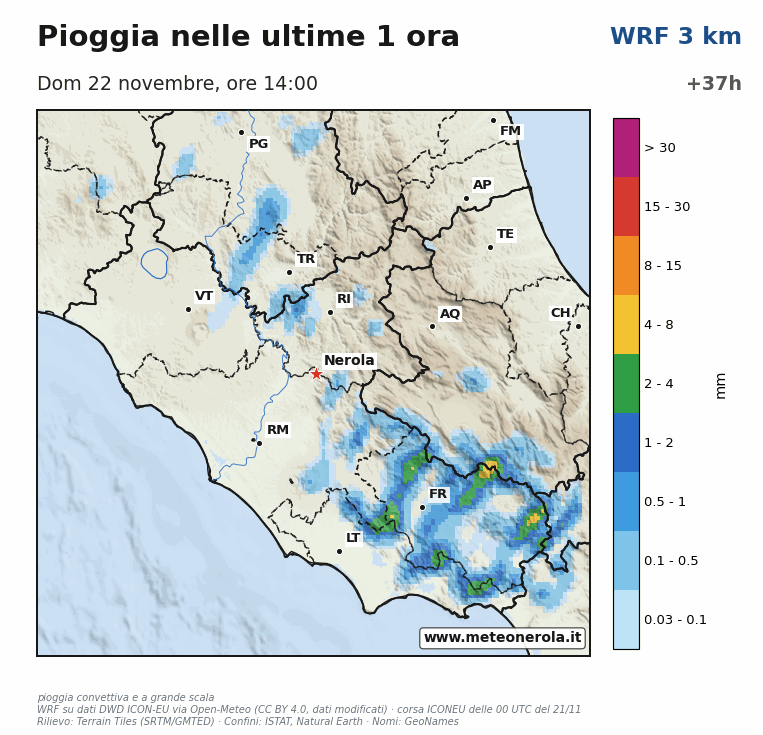 Pioggia nelle ultime 1 ora
WRF 3 km
Dom 22 novembre, ore 14:00
+37h
FM
PG
AP
TE
TR
VT
RI
AQ
CH
Nerola
RM
FR
LT
www.meteonerola.it
> 30
15 - 30
8 - 15
4 - 8
2 - 4
1 - 2
0.5 - 1
0.1 - 0.5
0.03 - 0.1
mm
pioggia convettiva e a grande scala
WRF su dati DWD ICON-EU via Open-Meteo (CC BY 4.0, dati modificati) · corsa ICONEU delle 00 UTC del 21/11
Rilievo: Terrain Tiles (SRTM/GMTED) · Confini: ISTAT, Natural Earth · Nomi: GeoNames